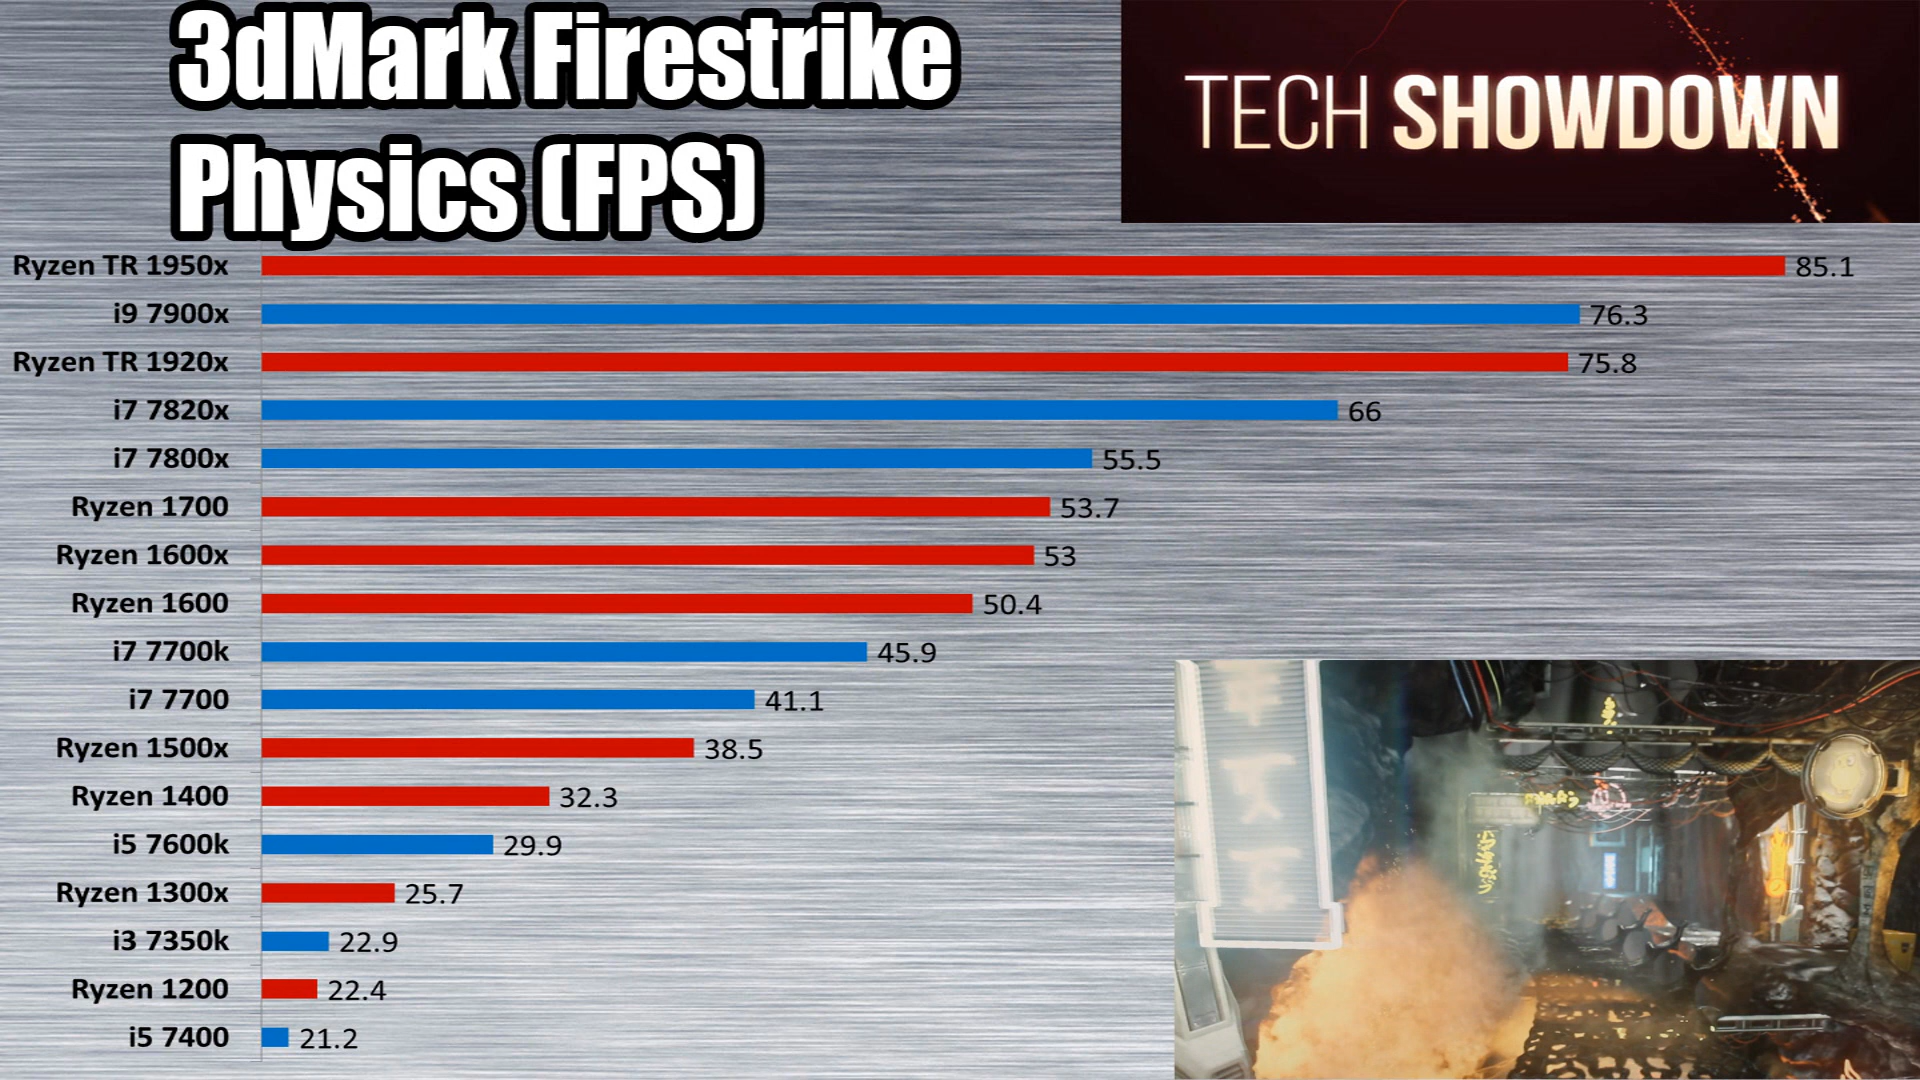 3dMark Firestrike
Physics (FPS)
TECH SHOWDOWN
Ryzen TR 1950x 85.1
i9 7900x 76.3
Ryzen TR 1920x 75.8
i7 7820x 66
i7 7800x 55.5
Ryzen 1700 53.7
Ryzen 1600x 53
Ryzen 1600 50.4
i7 7700k 45.9
i7 7700 41.1
Ryzen 1500x 38.5
Ryzen 1400 32.3
i5 7600k 29.9
Ryzen 1300x 25.7
i3 7350k 22.9
Ryzen 1200 22.4
i5 7400 21.2